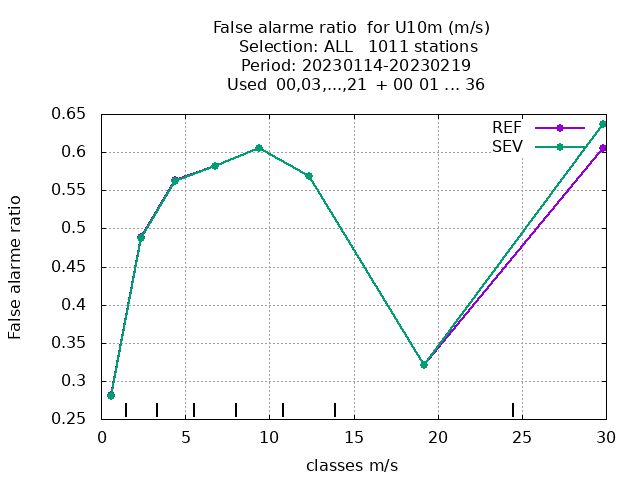 False alarme ratio  for U10m (m/s)
Selection: ALL   1011 stations
Period: 20230114-20230219
Used  00,03,...,21  + 00 01 ... 36
0.65
0.6
0.55
0.5
0.45
0.4
0.35
0.3
0.25
False alarme ratio
REF
SEV
0 5 10 15 20 25 30
classes m/s